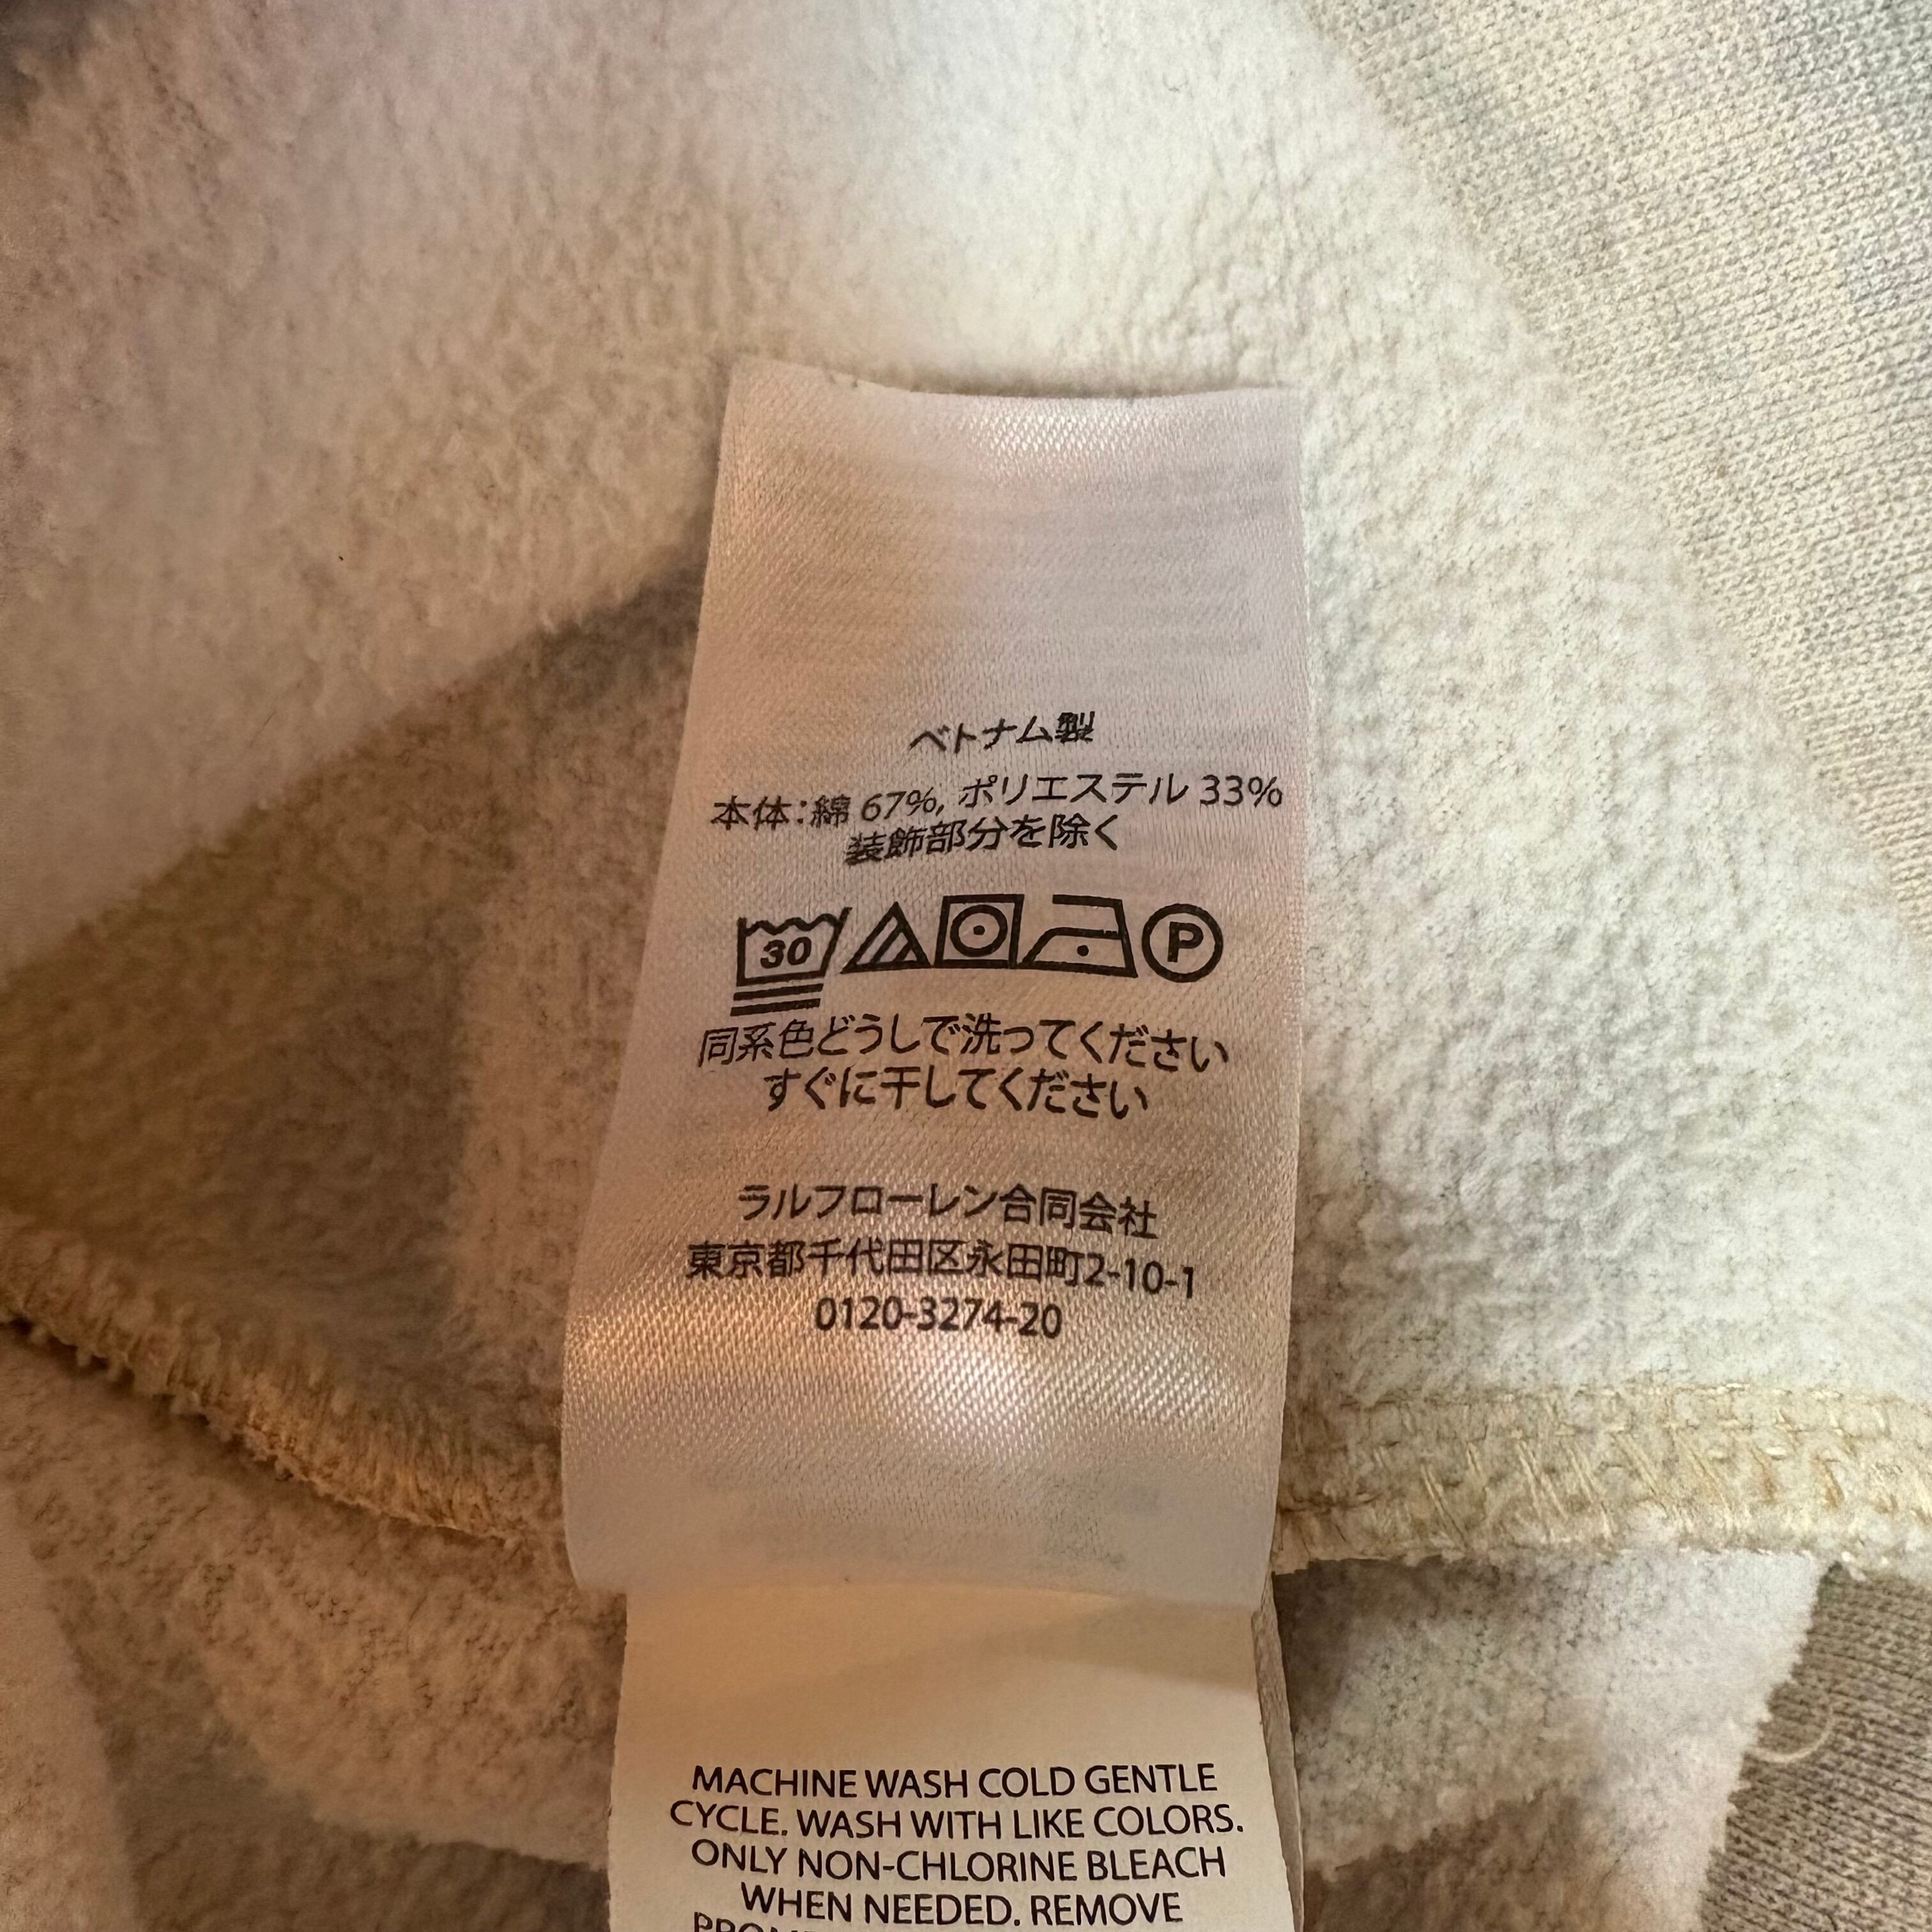 ベトナム製
本体：綿 67%, ポリエステル 33%
装飾部分を除く
30 P
同系色どうしで洗ってください
すぐに干してください
ラルフローレン合同会社
東京都千代田区永田町2-10-1
0120-3274-20
MACHINE WASH COLD GENTLE
CYCLE. WASH WITH LIKE COLORS.
ONLY NON-CHLORINE BLEACH
WHEN NEEDED. REMOVE